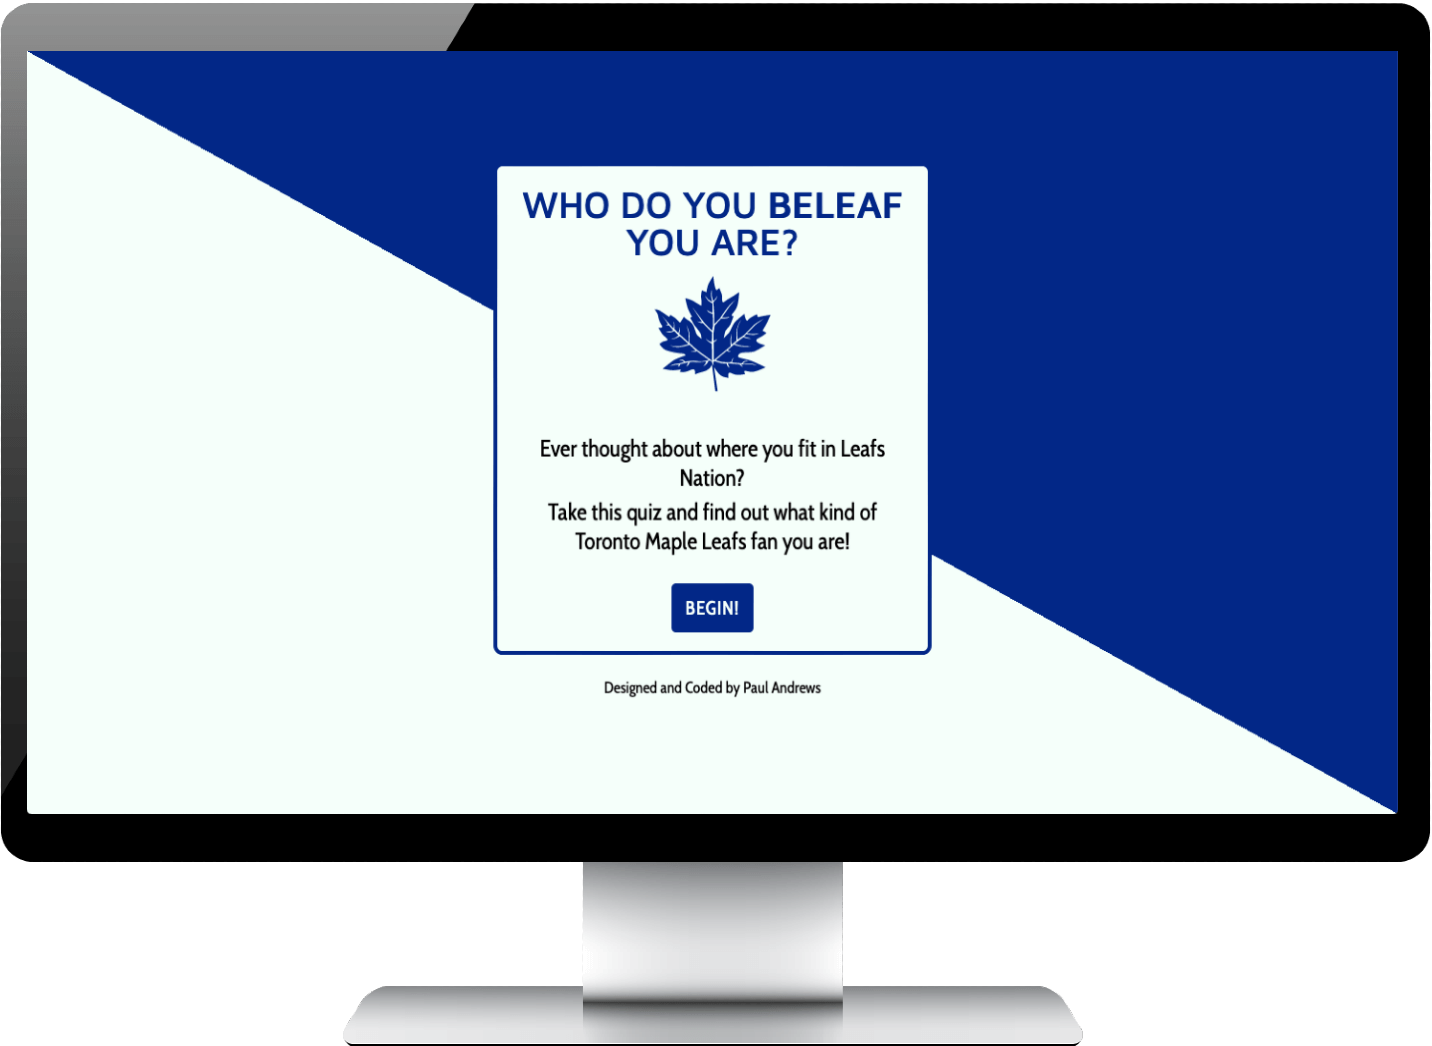 WHO DO YOU BELEAF
YOU ARE?
Ever thought about where you fit in Leafs
Nation?
Take this quiz and find out what kind of
Toronto Maple Leafs fan you are!
BEGIN!
Designed and Coded by Paul Andrews